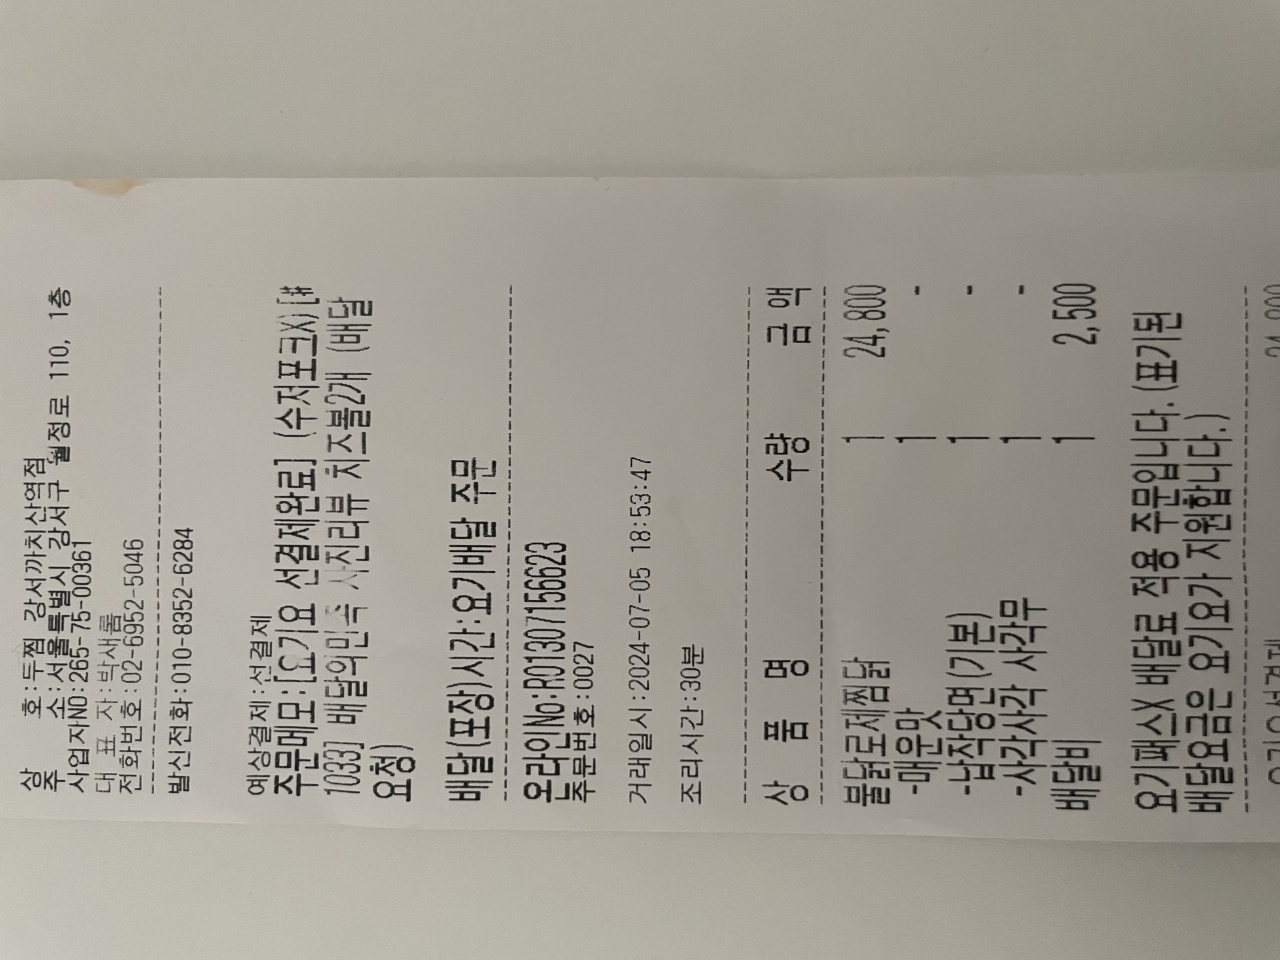 상 호:두찜 강서까치산역점
주 소:서울특별시 강서구 월정로 110, 1층
사업자NO:265-75-00361
대 표 자:박새롬
전화번호:02-6952-5046
발신전화:010-8352-6284
예상결제:선결제
주문메모:[요기요 선결제완료] (수저포크X) [#
1033] 배달의민족 사진리뷰 치즈볼2개 (배달
요청)
배달(포장)시간:요기배달 주문
온라인No:R01307156623
주문번호:0027
거래일시:2024-07-05 18:53:47
조리시간:30분
상 품 명 수량 금 액
불닭로제찜닭 1 24,800
-매운맛 1 -
-납작당면(기본) 1 -
-사각사각 사각무 1 -
배달비 1 2,500
요기패스X 배달로 적용 주문입니다. (표기된
배달요금은 요기요가 지원합니다.)